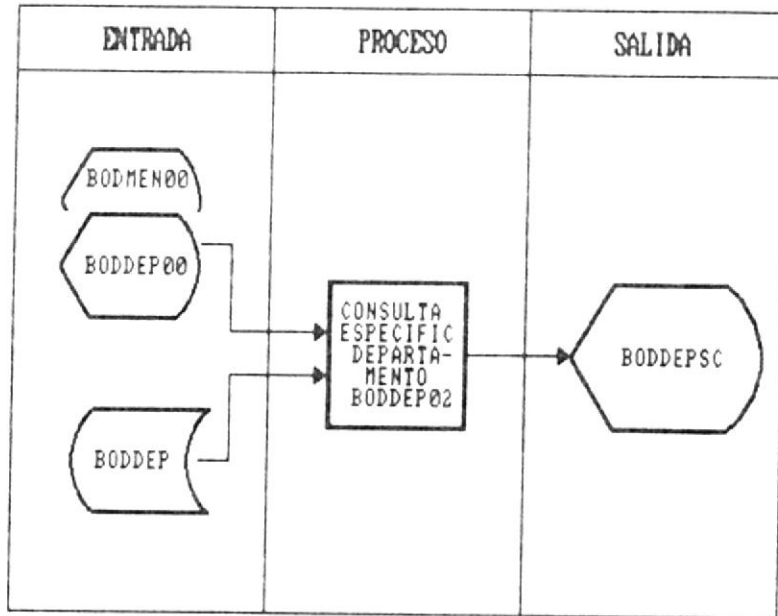 ENTRADA
PROCESO
SALIDA
BODMEN00
BODDEP00
BODDEP
CONSULTA
ESPECIFIC
DEPARTA-
MENTO
BODDEP02
BODDEPSC